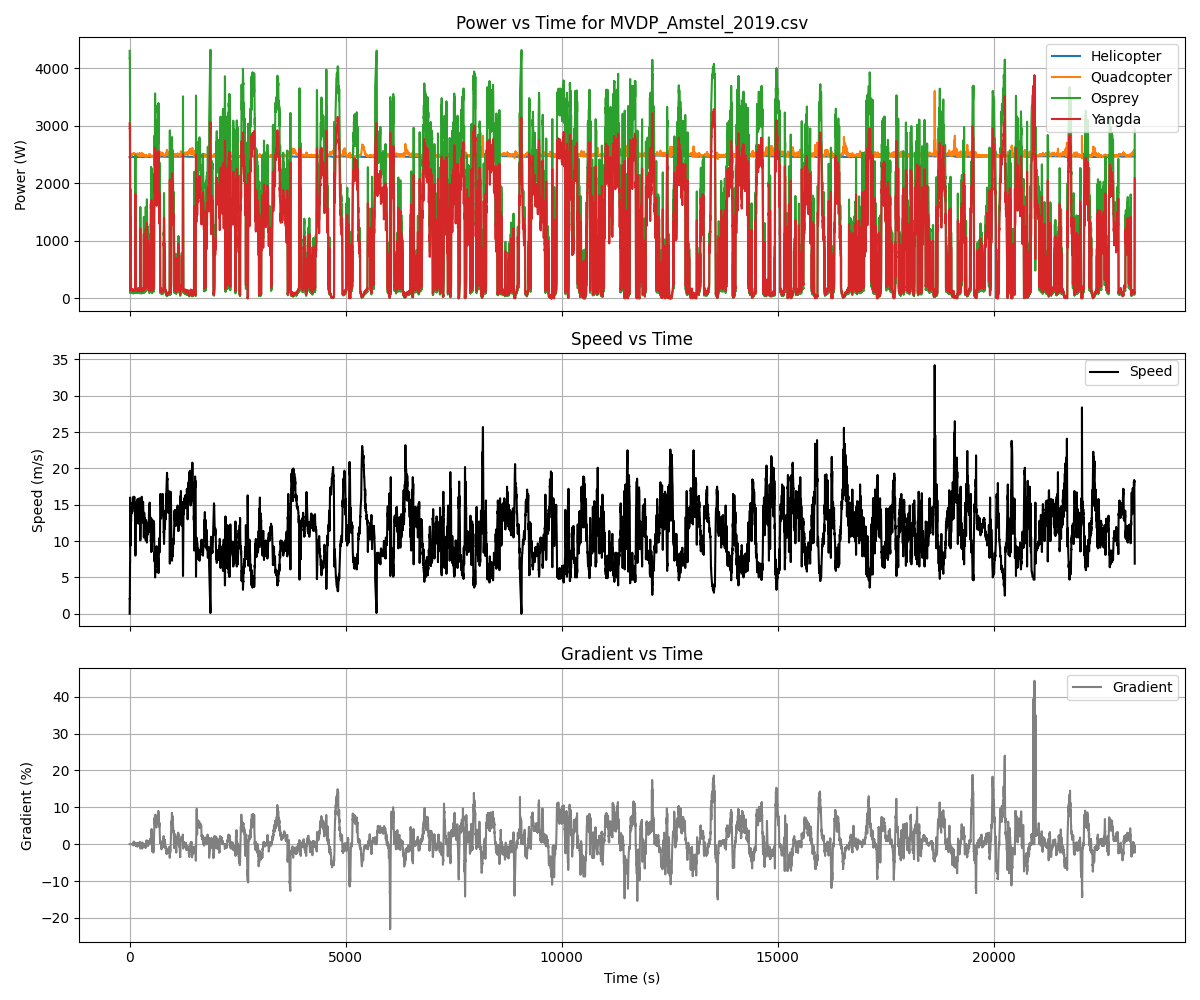 Power vs Time for MVDP_Amstel_2019.csv
4000
3000
2000
1000
0
Power (W)
Helicopter
Quadcopter
Osprey
Yangda
Speed vs Time
35
30
25
20
15
10
5
0
Speed (m/s)
Speed
Gradient vs Time
40
30
20
10
0
−10
−20
Gradient (%)
Gradient
0 5000 10000 15000 20000
Time (s)